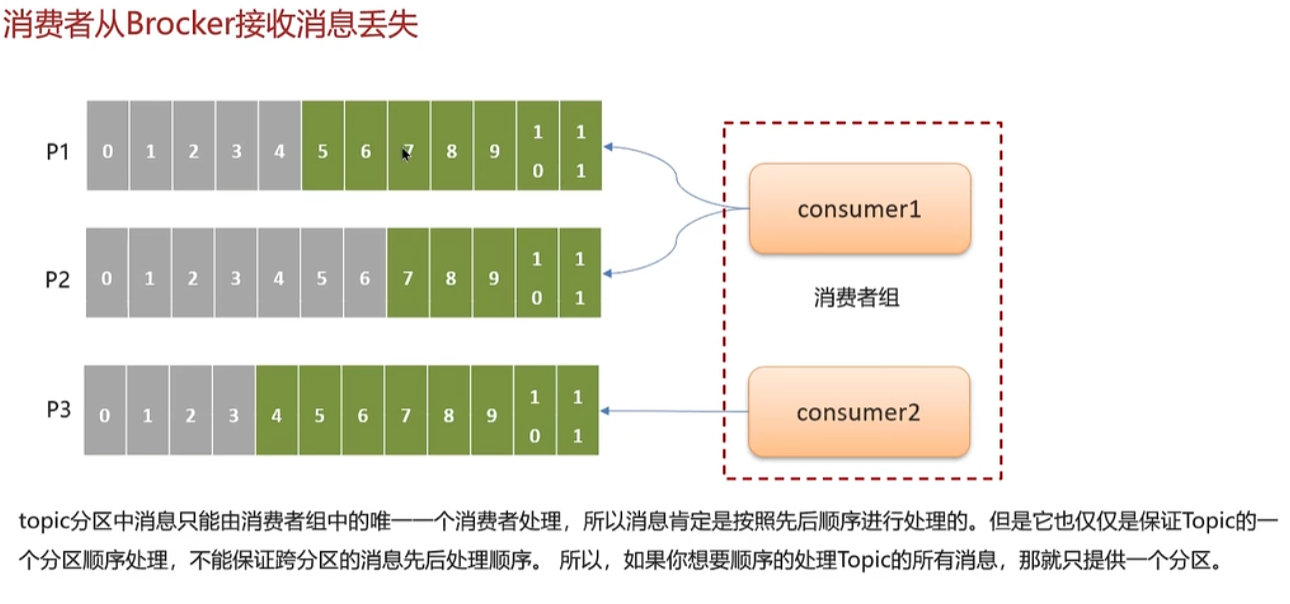 消费者从Brocker接收消息丢失
P1 0 1 2 3 4 5 6 7 8 9 10 11
consumer1
P2 0 1 2 3 4 5 6 7 8 9 10 11
消费者组
P3 0 1 2 3 4 5 6 7 8 9 10 11
consumer2
topic分区中消息只能由消费者组中的唯一一个消费者处理，所以消息肯定是按照先后顺序进行处理的。但是它也仅仅是保证Topic的一
个分区顺序处理，不能保证跨分区的消息先后处理顺序。 所以，如果你想要顺序的处理Topic的所有消息，那就只提供一个分区。